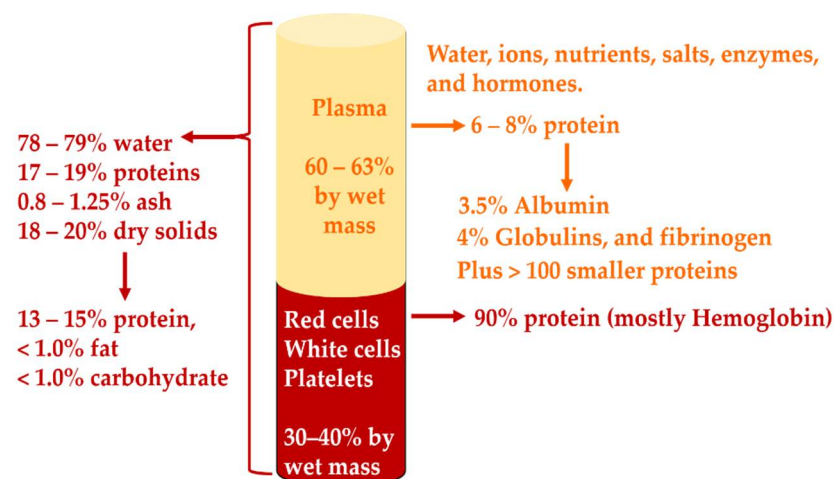 78 – 79% water
17 – 19% proteins
0.8 – 1.25% ash
18 – 20% dry solids
13 – 15% protein,
< 1.0% fat
< 1.0% carbohydrate
Plasma
60 – 63%
by wet
mass
Red cells
White cells
Platelets
30–40% by
wet mass
Water, ions, nutrients, salts, enzymes,
and hormones.
6 – 8% protein
3.5% Albumin
4% Globulins, and fibrinogen
Plus > 100 smaller proteins
90% protein (mostly Hemoglobin)